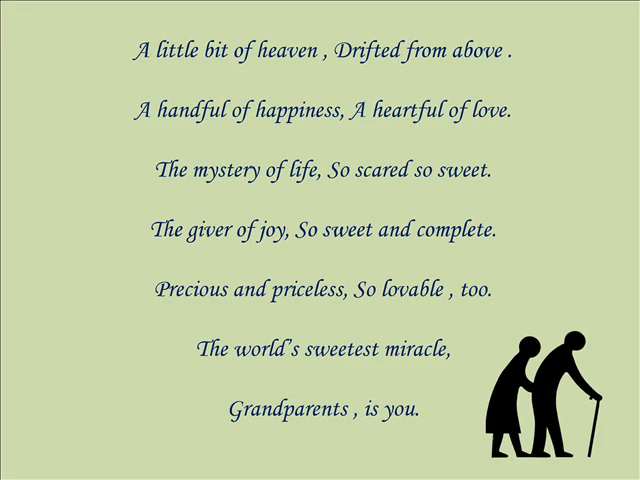 A little bit of heaven , Drifted from above .
A handful of happiness, A heartful of love.
The mystery of life, So scared so sweet.
The giver of joy, So sweet and complete.
Precious and priceless, So lovable , too.
The world’s sweetest miracle,
Grandparents , is you.